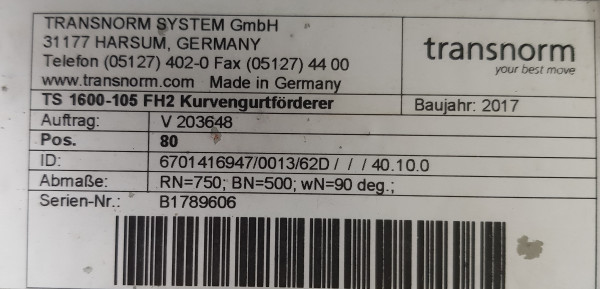 TRANSNORM SYSTEM GmbH
31177 HARSUM, GERMANY
Telefon (05127) 402-0 Fax (05127) 44 00
www.transnorm.com Made in Germany
transnorm
your best move
TS 1600-105 FH2 Kurvengurtförderer
Baujahr: 2017
Auftrag: V 203648
Pos. 80
ID: 6701416947/0013/62D / / / 40.10.0
Abmaße: RN=750; BN=500; wN=90 deg.;
Serien-Nr.: B1789606